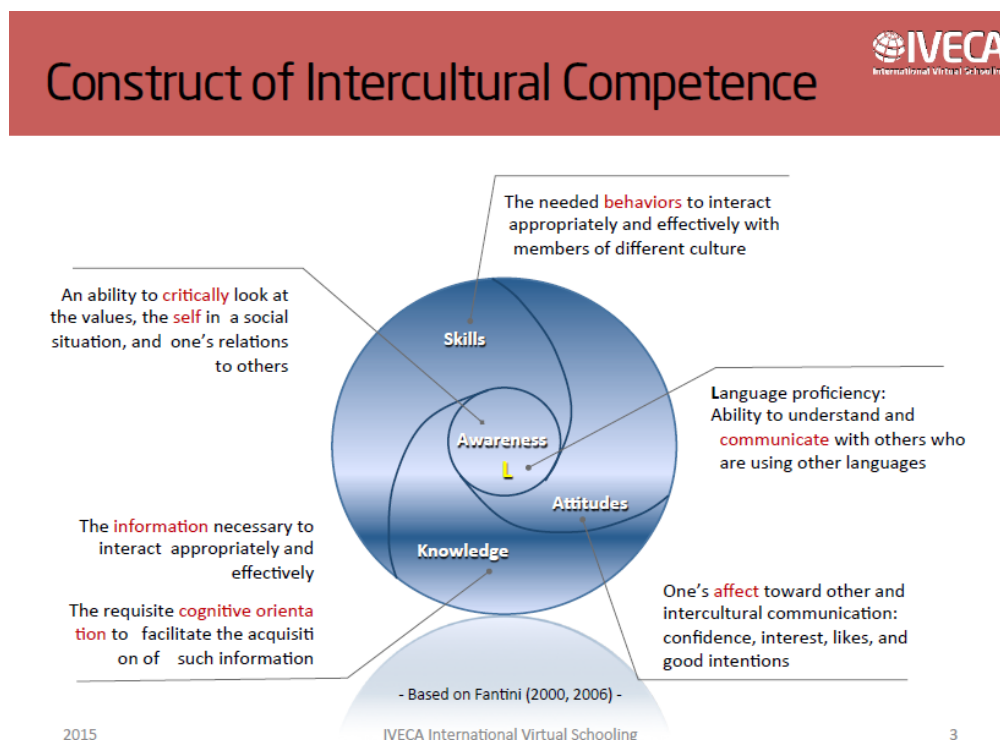 IVECA
International Virtual Schooling
Construct of Intercultural Competence
The needed behaviors to interact
appropriately and effectively with
members of different culture
An ability to critically look at
the values, the self in a social
situation, and one's relations
to others
Skills
Language proficiency:
Ability to understand and
communicate with others who
are using other languages
Awareness
L
Attitudes
The information necessary to
interact appropriately and
effectively
Knowledge
The requisite cognitive orienta
tion to facilitate the acquisiti
on of such information
One's affect toward other and
intercultural communication:
confidence, interest, likes, and
good intentions
- Based on Fantini (2000, 2006) -
2015
IVECA International Virtual Schooling
3